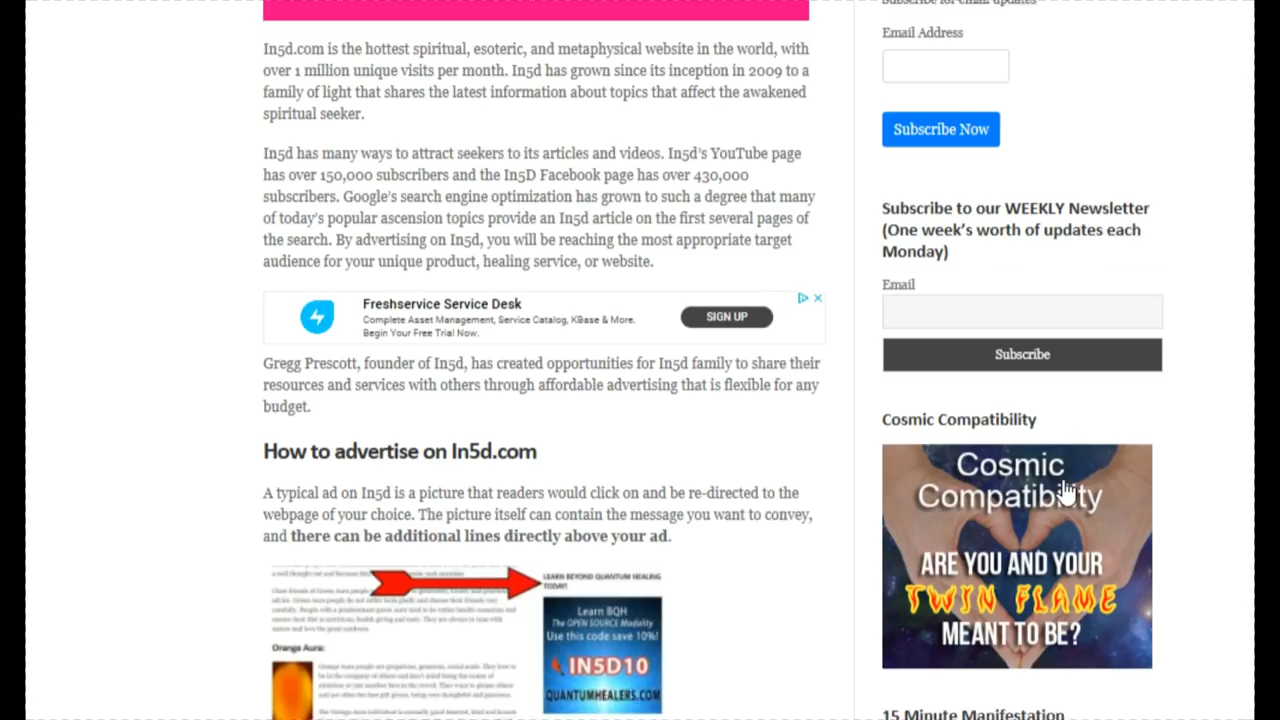 In5d.com is the hottest spiritual, esoteric, and metaphysical website in the world, with
over 1 million unique visits per month. In5d has grown since its inception in 2009 to a
family of light that shares the latest information about topics that affect the awakened
spiritual seeker.
In5d has many ways to attract seekers to its articles and videos. In5d's YouTube page
has over 150,000 subscribers and the In5D Facebook page has over 430,000
subscribers. Google's search engine optimization has grown to such a degree that many
of today's popular ascension topics provide an In5d article on the first several pages of
the search. By advertising on In5d, you will be reaching the most appropriate target
audience for your unique product, healing service, or website.
Freshservice Service Desk
Complete Asset Management, Service Catalog, KBase & More.
Begin Your Free Trial Now.
SIGN UP
Gregg Prescott, founder of In5d, has created opportunities for In5d family to share their
resources and services with others through affordable advertising that is flexible for any
budget.
How to advertise on In5d.com
A typical ad on In5d is a picture that readers would click on and be re-directed to the
webpage of your choice. The picture itself can contain the message you want to convey,
and there can be additional lines directly above your ad.
Orange Aura:
LEARN BEYOND QUANTUM HEALING
TODAY!
Learn BQH
The OPEN SOURCE Modality
Use this code save 10%!
IN5D10
QUANTUMHEALERS.COM
Subscribe for email updates
Email Address
Subscribe Now
Subscribe to our WEEKLY Newsletter
(One week's worth of updates each
Monday)
Email
Subscribe
Cosmic Compatibility
Cosmic
Compatibility
ARE YOU AND YOUR
TWIN FLAME
MEANT TO BE?
15 Minute Manifestation